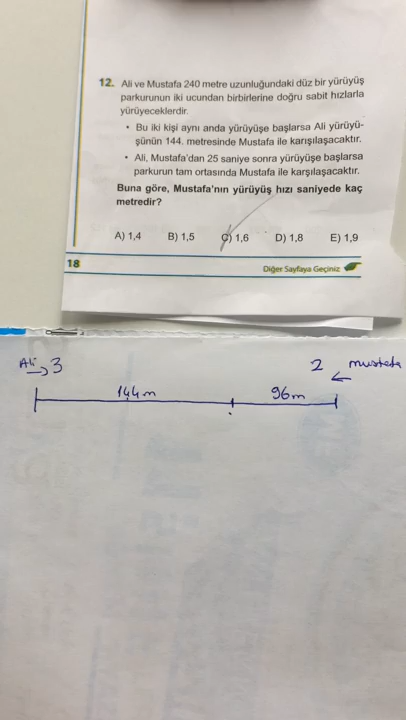 12. Ali ve Mustafa 240 metre uzunluğundaki düz bir yürüyüş
parkurunun iki ucundan birbirlerine doğru sabit hızlarla
yürüyeceklerdir.
• Bu iki kişi aynı anda yürüyüşe başlarsa Ali yürüyü-
şünün 144. metresinde Mustafa ile karşılaşacaktır.
• Ali, Mustafa'dan 25 saniye sonra yürüyüşe başlarsa
parkurun tam ortasında Mustafa ile karşılaşacaktır.
Buna göre, Mustafa'nın yürüyüş hızı saniyede kaç
metredir?
A) 1,4 B) 1,5 C) 1,6 D) 1,8 E) 1,9
18
Diğer Sayfaya Geçiniz
Ali 3 2 mustafa
144m 96m